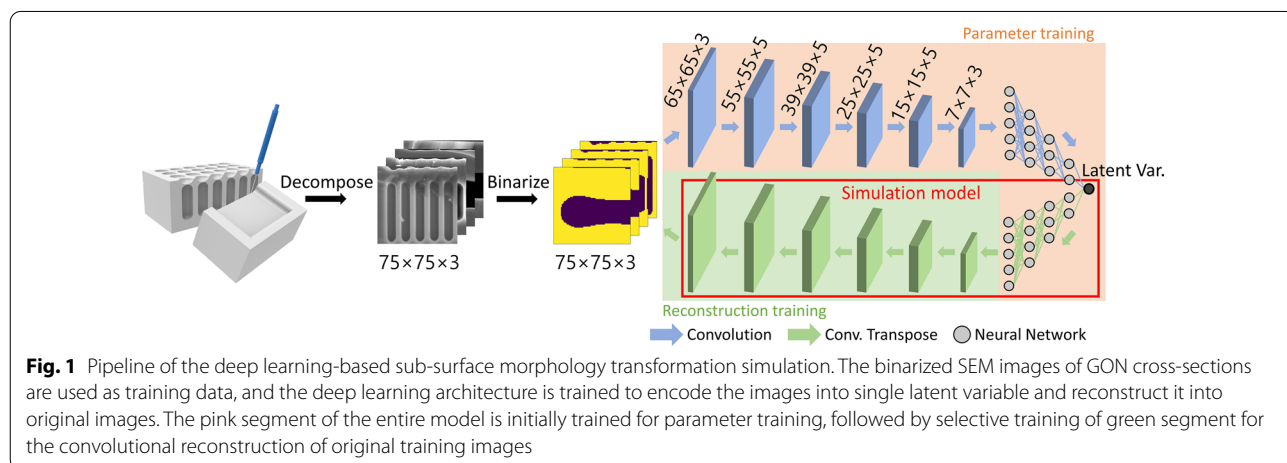 Parameter training
65×65×3
55×55×5
39×39×5
25×25×5
15×15×5
7×7×3
Decompose
Binarize
Latent Var.
Simulation model
75×75×3
75×75×3
Reconstruction training
Convolution
Conv. Transpose
Neural Network
Fig. 1 Pipeline of the deep learning-based sub-surface morphology transformation simulation. The binarized SEM images of GON cross-sections
are used as training data, and the deep learning architecture is trained to encode the images into single latent variable and reconstruct it into
original images. The pink segment of the entire model is initially trained for parameter training, followed by selective training of green segment for
the convolutional reconstruction of original training images